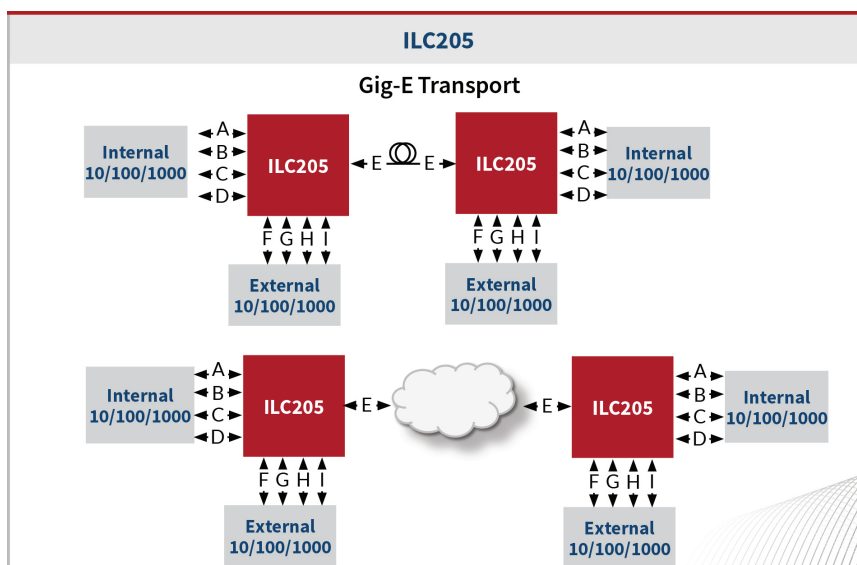 ILC205
Gig-E Transport
Internal
10/100/1000
A
B
C
D
ILC205
E
E
ILC205
A
B
C
D
Internal
10/100/1000
F G H I
External
10/100/1000
F G H I
External
10/100/1000
Internal
10/100/1000
A
B
C
D
ILC205
E
E
ILC205
A
B
C
D
Internal
10/100/1000
F G H I
External
10/100/1000
F G H I
External
10/100/1000